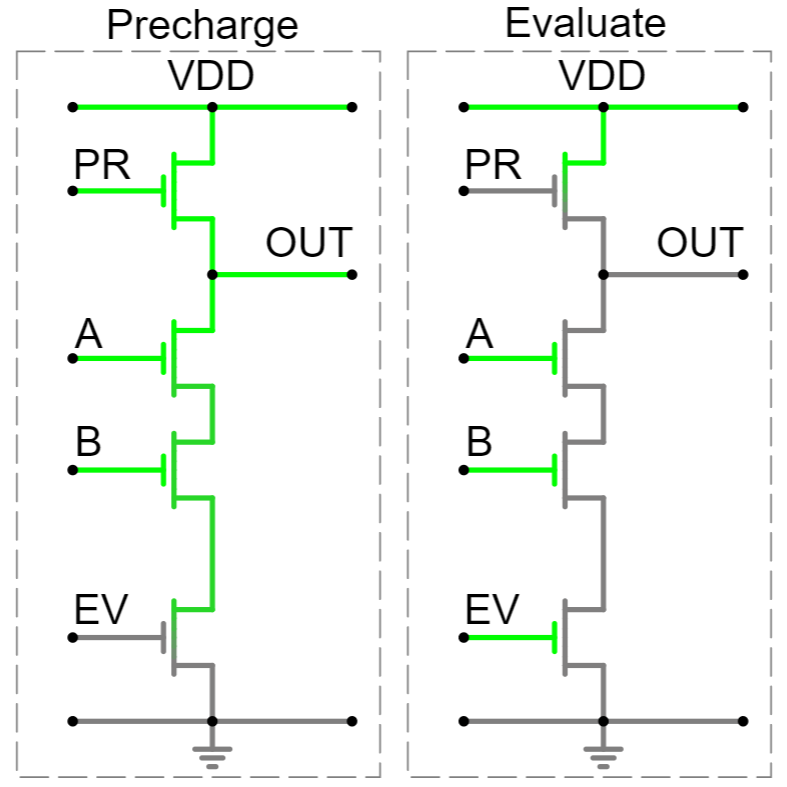 Precharge
VDD
PR
OUT
A
B
EV
Evaluate
VDD
PR
OUT
A
B
EV